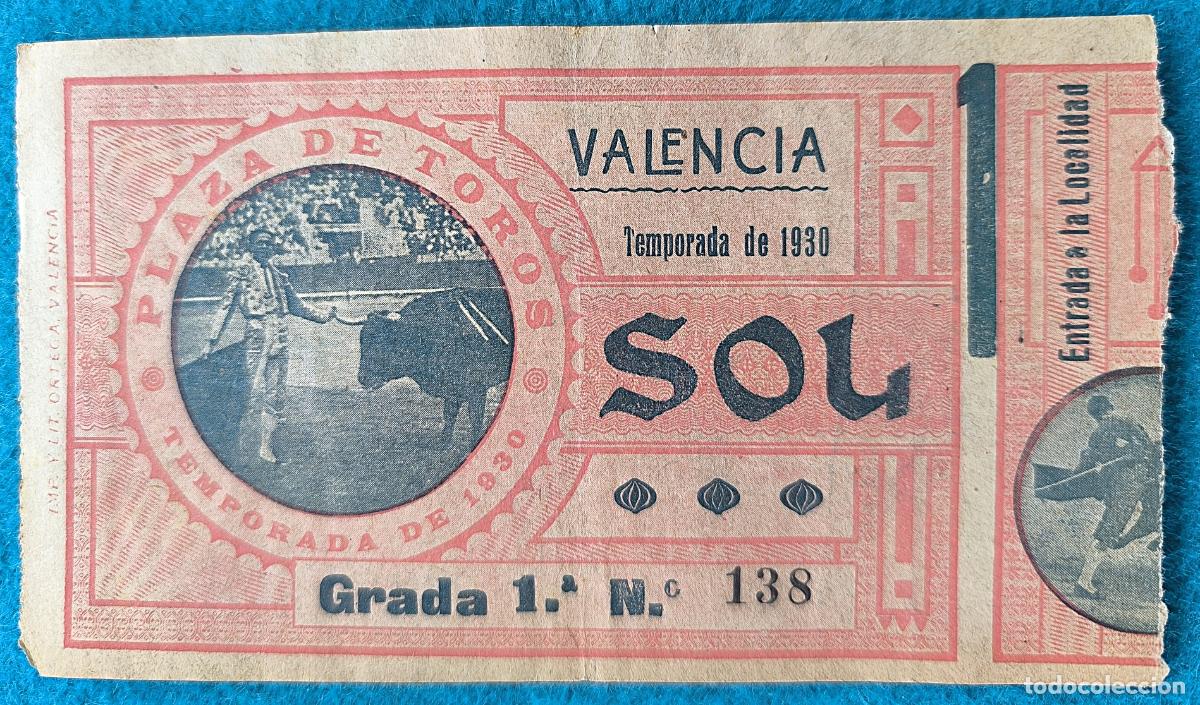 PLAZA DE TOROS
TEMPORADA DE 1930
VALENCIA
Temporada de 1930
SOL
Grada 1.ª N.º 138
1
Entrada a la Localidad
IMP. Y LIT. ORTEGA VALENCIA
todocoleccion